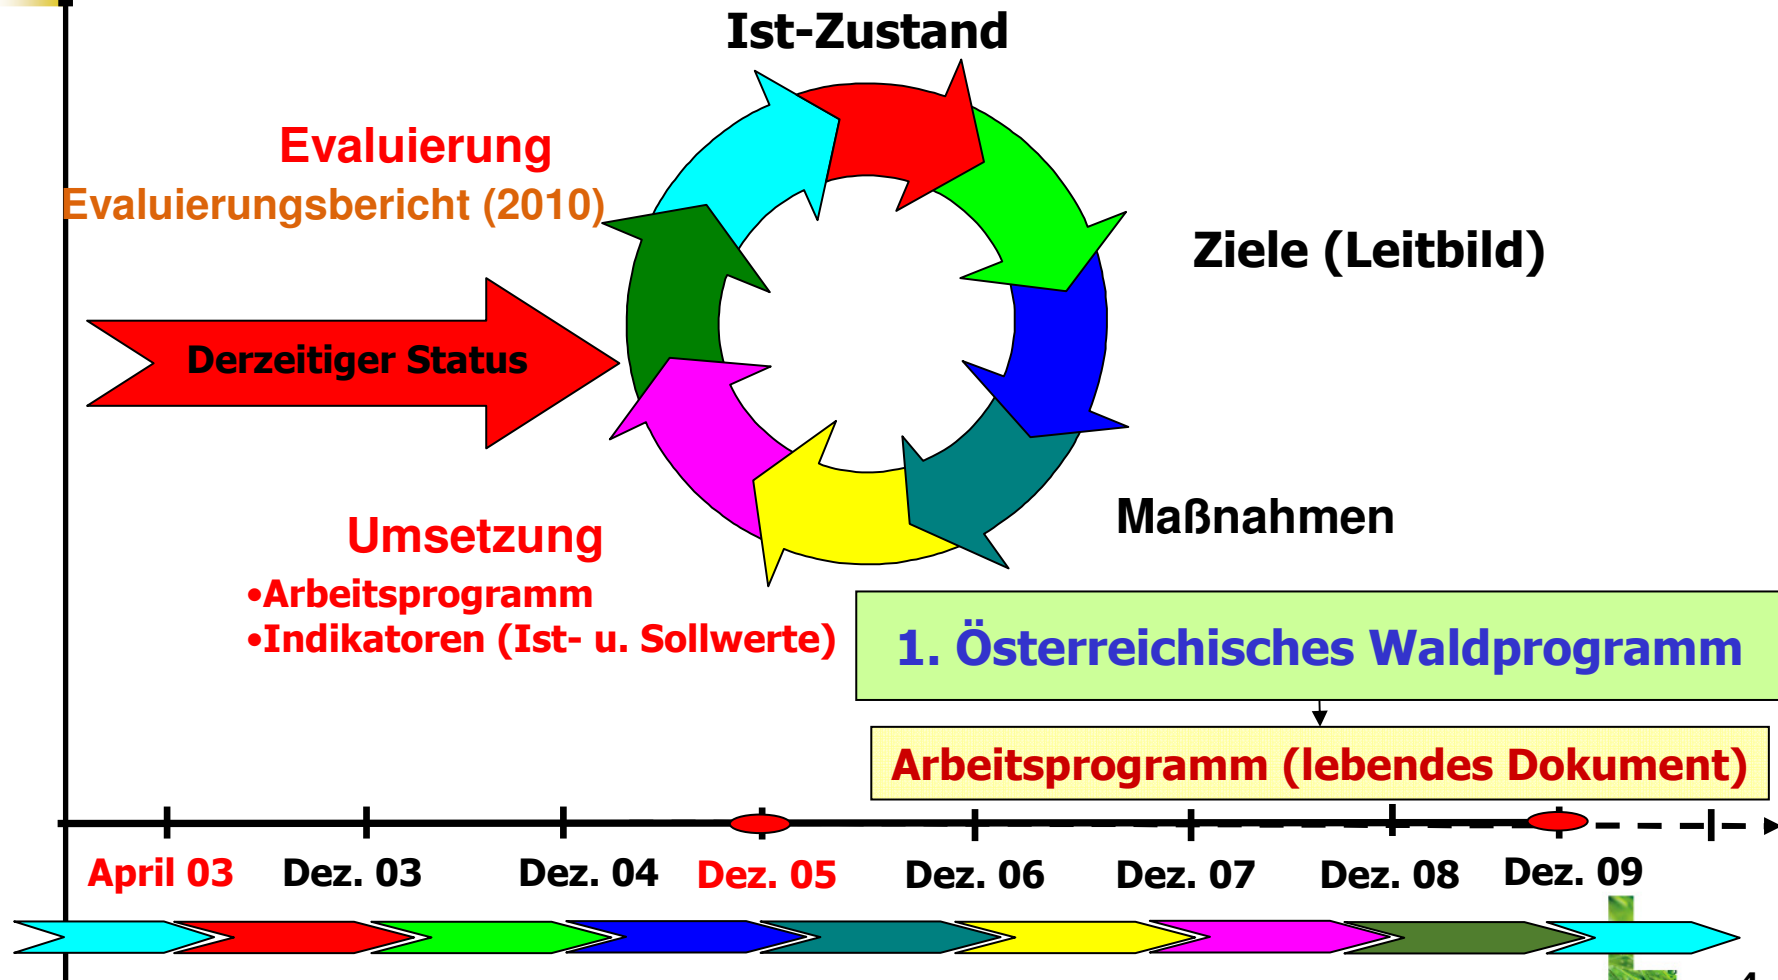 Ist-Zustand
Evaluierung
Evaluierungsbericht (2010)
Ziele (Leitbild)
Derzeitiger Status
Maßnahmen
Umsetzung
•Arbeitsprogramm
•Indikatoren (Ist- u. Sollwerte)
1. Österreichisches Waldprogramm
Arbeitsprogramm (lebendes Dokument)
April 03 Dez. 03 Dez. 04 Dez. 05 Dez. 06 Dez. 07 Dez. 08 Dez. 09